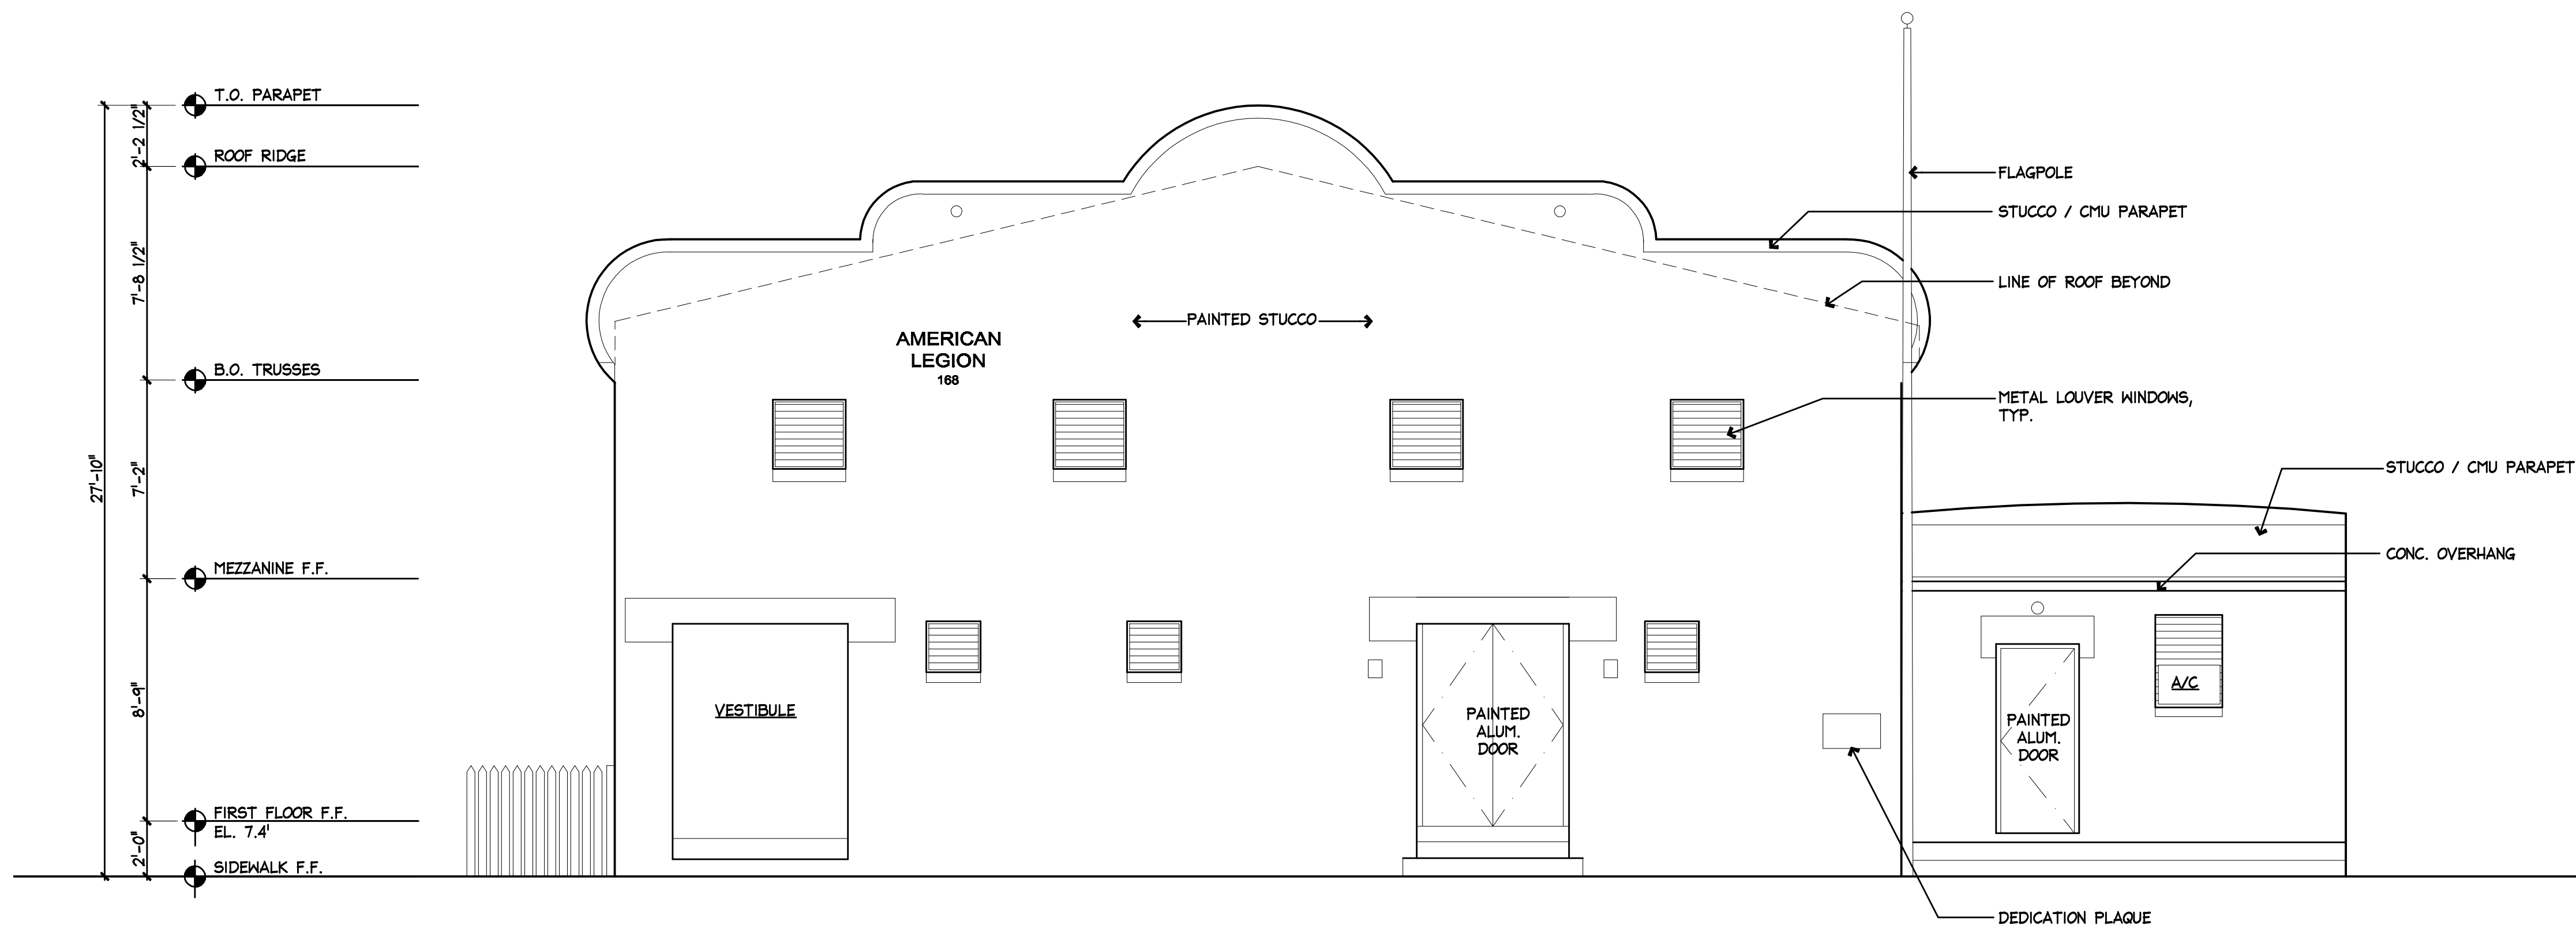 T.O. PARAPET
2'-2 1/2"
ROOF RIDGE
FLAGPOLE
STUCCO / CMU PARAPET
7'-8 1/2"
LINE OF ROOF BEYOND
PAINTED STUCCO
AMERICAN
LEGION
168
B.O. TRUSSES
METAL LOUVER WINDOWS,
TYP.
27'-10"
7'-2"
STUCCO / CMU PARAPET
CONC. OVERHANG
MEZZANINE F.F.
8'-9"
VESTIBULE
PAINTED
ALUM.
DOOR
PAINTED
ALUM.
DOOR
A/C
FIRST FLOOR F.F.
EL. 7.4'
2'-0"
SIDEWALK F.F.
DEDICATION PLAQUE